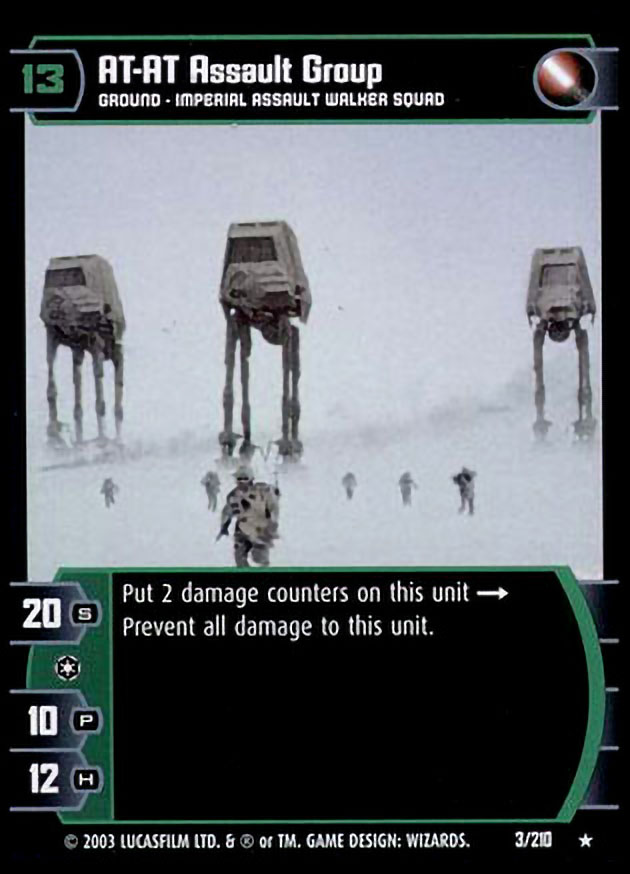 13
AT-AT Assault Group
GROUND - IMPERIAL ASSAULT WALKER SQUAD
Put 2 damage counters on this unit →
Prevent all damage to this unit.
20 S
10 P
12 H
© 2003 LUCASFILM LTD. & ® or TM. GAME DESIGN: WIZARDS. 3/210 ★